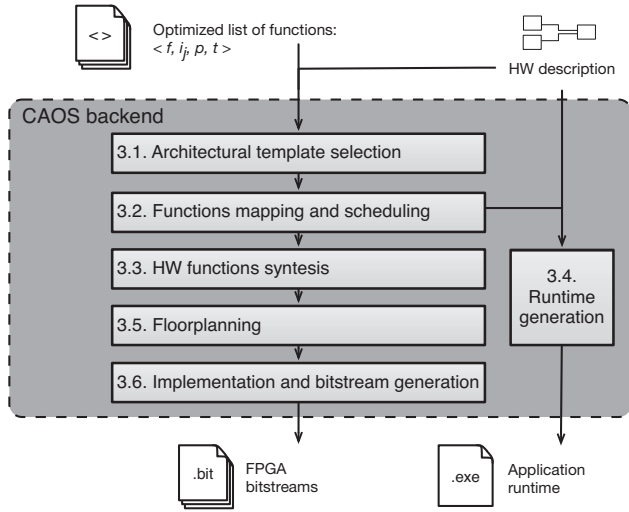 < >
Optimized list of functions:
< f, ij, p, t >
HW description
CAOS backend
3.1. Architectural template selection
3.2. Functions mapping and scheduling
3.3. HW functions syntesis
3.4.
Runtime
generation
3.5. Floorplanning
3.6. Implementation and bitstream generation
.bit
FPGA
bitstreams
.exe
Application
runtime